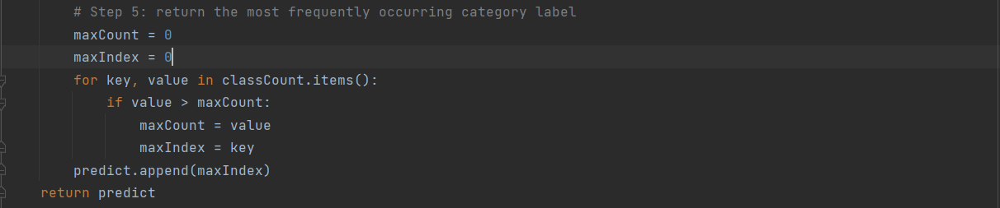 # Step 5: return the most frequently occurring category label
maxCount = 0
maxIndex = 0
for key, value in classCount.items():
if value > maxCount:
maxCount = value
maxIndex = key
predict.append(maxIndex)
return predict